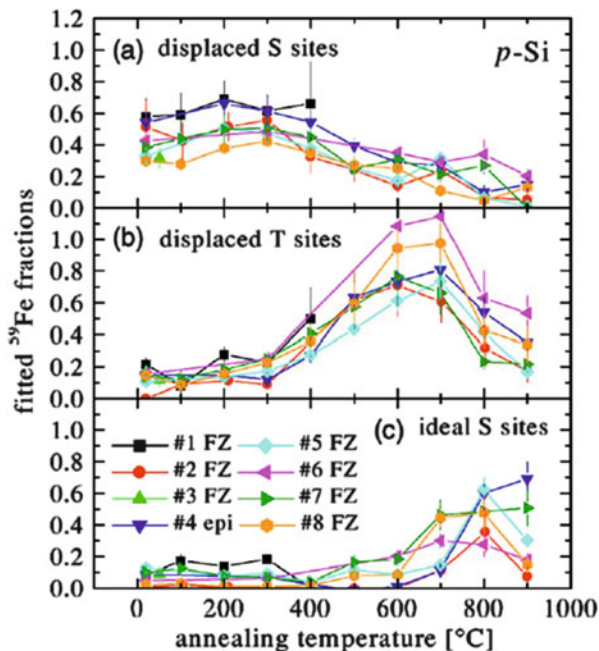 1.2
(a) displaced S sites p-Si
1.0
0.8
0.6
0.4
0.2
0.0
(b) displaced T sites
1.0
0.8
0.6
0.4
0.2
0.0
(c) ideal S sites
1.0
0.8
0.6
0.4
0.2
0.0
#1 FZ
#2 FZ
#3 FZ
#4 epi
#5 FZ
#6 FZ
#7 FZ
#8 FZ
fitted ⁵⁹Fe fractions
0 200 400 600 800 1000
annealing temperature [°C]